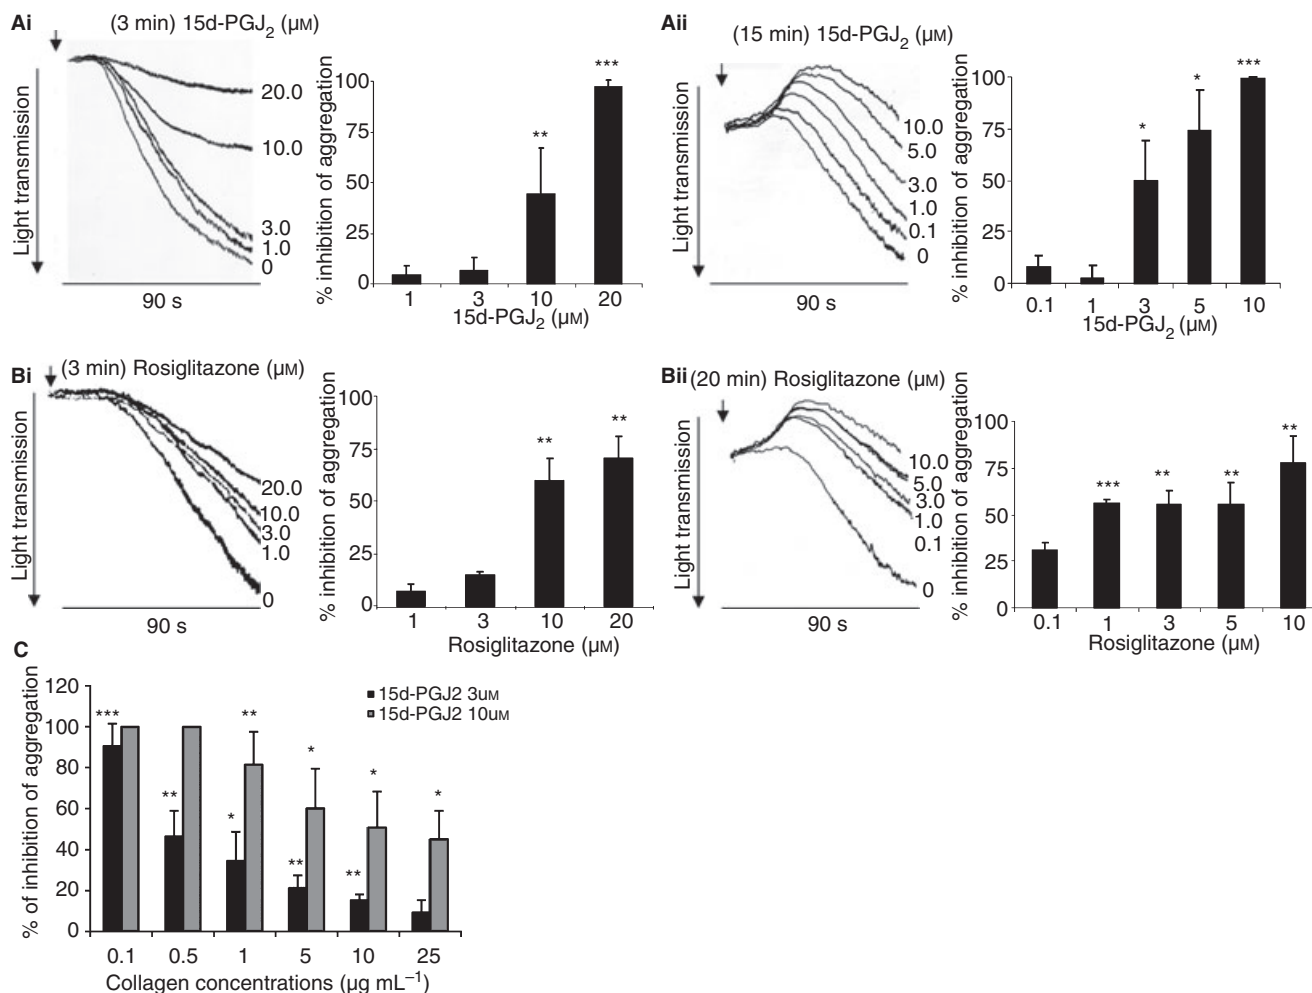 Ai
(3 min) 15d-PGJ2 (µM)
Light transmission
20.0
10.0
3.0
1.0
0
90 s
% inhibition of aggregation
100
75
50
25
0
***
**
1 3 10 20
15d-PGJ2 (µM)
Aii
(15 min) 15d-PGJ2 (µM)
Light transmission
10.0
5.0
3.0
1.0
0.1
0
90 s
% inhibition of aggregation
100
75
50
25
0
***
*
*
0.1 1 3 5 10
15d-PGJ2 (µM)
Bi
(3 min) Rosiglitazone (µM)
Light transmission
20.0
10.0
3.0
1.0
0
90 s
% inhibition of aggregation
100
75
50
25
0
** **
1 3 10 20
Rosiglitazone (µM)
Bii
(20 min) Rosiglitazone (µM)
Light transmission
10.0
5.0
3.0
1.0
0.1
0
90 s
% inhibition of aggregation
100
75
50
25
0
*** ** ** **
0.1 1 3 5 10
Rosiglitazone (µM)
C
% of inhibition of aggregation
120
100
80
60
40
20
0
15d-PGJ2 3uM
15d-PGJ2 10uM
*** ** * ** ** * ** * *
0.1 0.5 1 5 10 25
Collagen concentrations (µg mL–1)